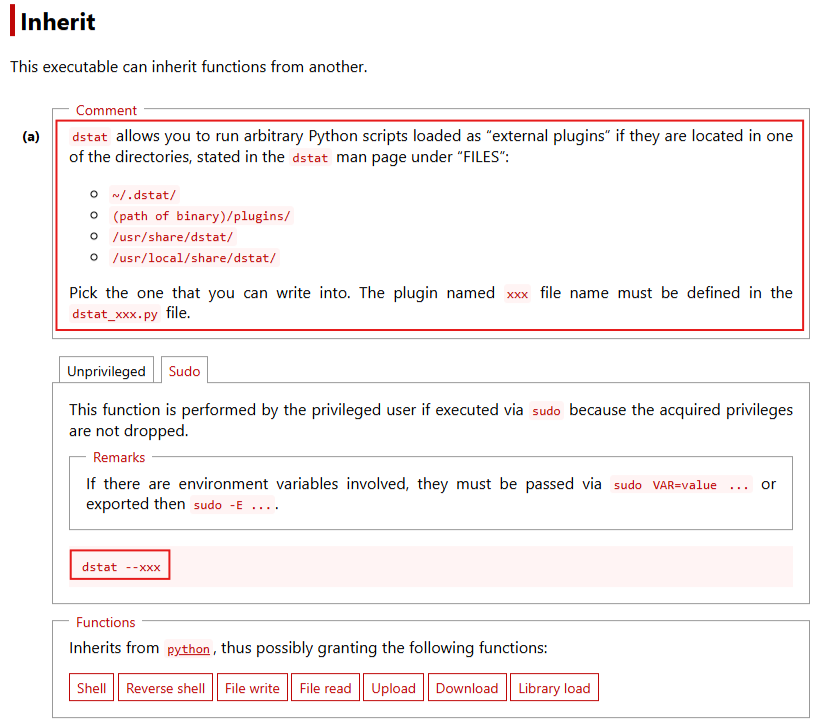 Inherit
This executable can inherit functions from another.
Comment
(a)
dstat allows you to run arbitrary Python scripts loaded as “external plugins” if they are located in one
of the directories, stated in the dstat man page under “FILES”:
~/.dstat/
(path of binary)/plugins/
/usr/share/dstat/
/usr/local/share/dstat/
Pick the one that you can write into. The plugin named xxx file name must be defined in the
dstat_xxx.py file.
Unprivileged Sudo
This function is performed by the privileged user if executed via sudo because the acquired privileges
are not dropped.
Remarks
If there are environment variables involved, they must be passed via sudo VAR=value ... or
exported then sudo -E ....
dstat --xxx
Functions
Inherits from python, thus possibly granting the following functions:
Shell Reverse shell File write File read Upload Download Library load